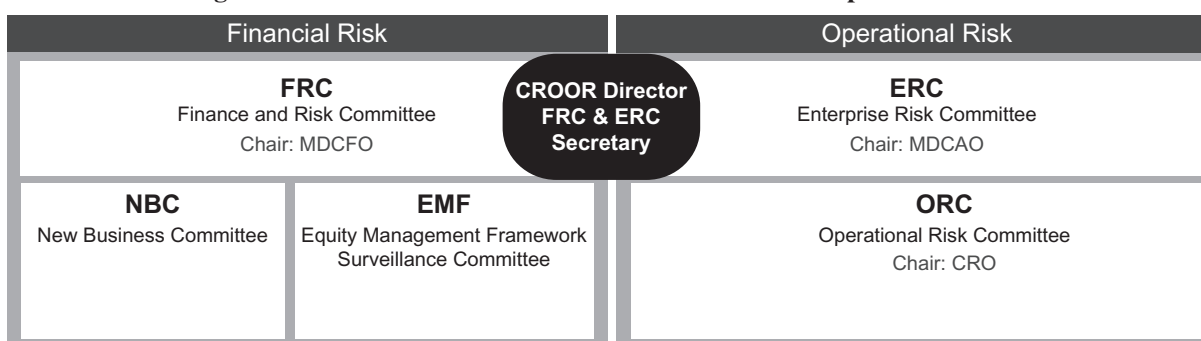 Financial Risk
Operational Risk
FRC
Finance and Risk Committee
Chair: MDCFO
CROOR Director
FRC & ERC
Secretary
ERC
Enterprise Risk Committee
Chair: MDCAO
NBC
New Business Committee
EMF
Equity Management Framework
Surveillance Committee
ORC
Operational Risk Committee
Chair: CRO